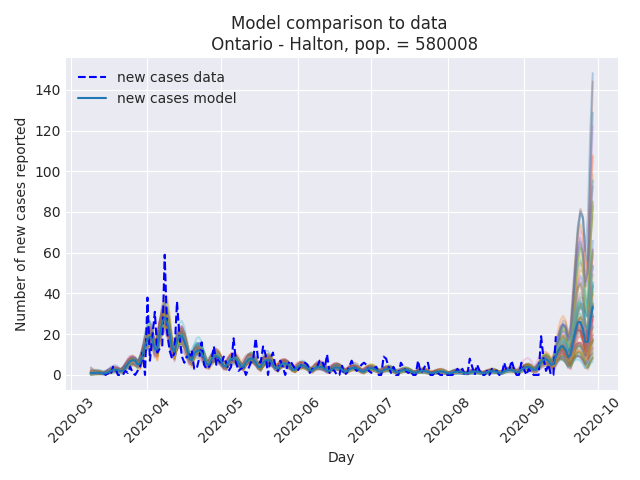 Model comparison to data
Ontario - Halton, pop. = 580008
new cases data
new cases model
Number of new cases reported
140
120
100
80
60
40
20
0
2020-03
2020-04
2020-05
2020-06
2020-07
2020-08
2020-09
2020-10
Day